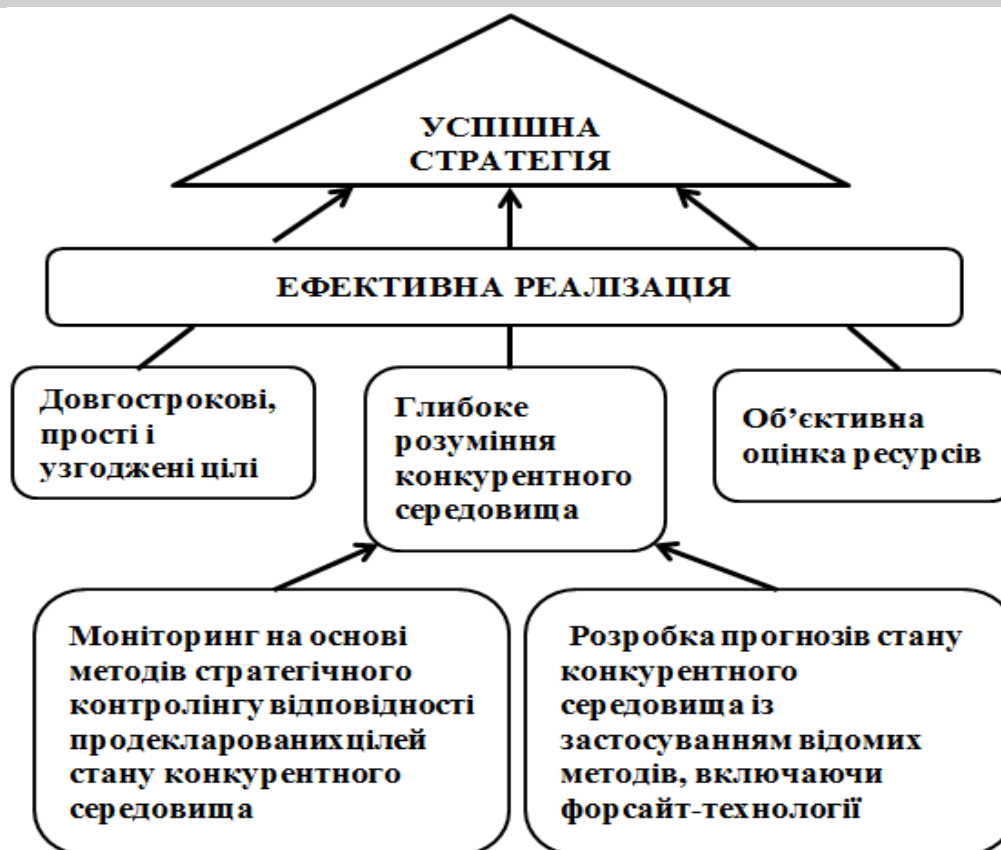 УСПІШНА
СТРАТЕГІЯ
ЕФЕКТИВНА РЕАЛІЗАЦІЯ
Довгострокові,
прості і
узгоджені цілі
Глибоке
розуміння
конкурентного
середовища
Об’єктивна
оцінка ресурсів
Моніторинг на основі
методів стратегічного
контролінгу відповідності
продекларованих цілей
стану конкурентного
середовища
Розробка прогнозів стану
конкурентного
середовища із
застосуванням відомих
методів, включаючи
форсайт-технології